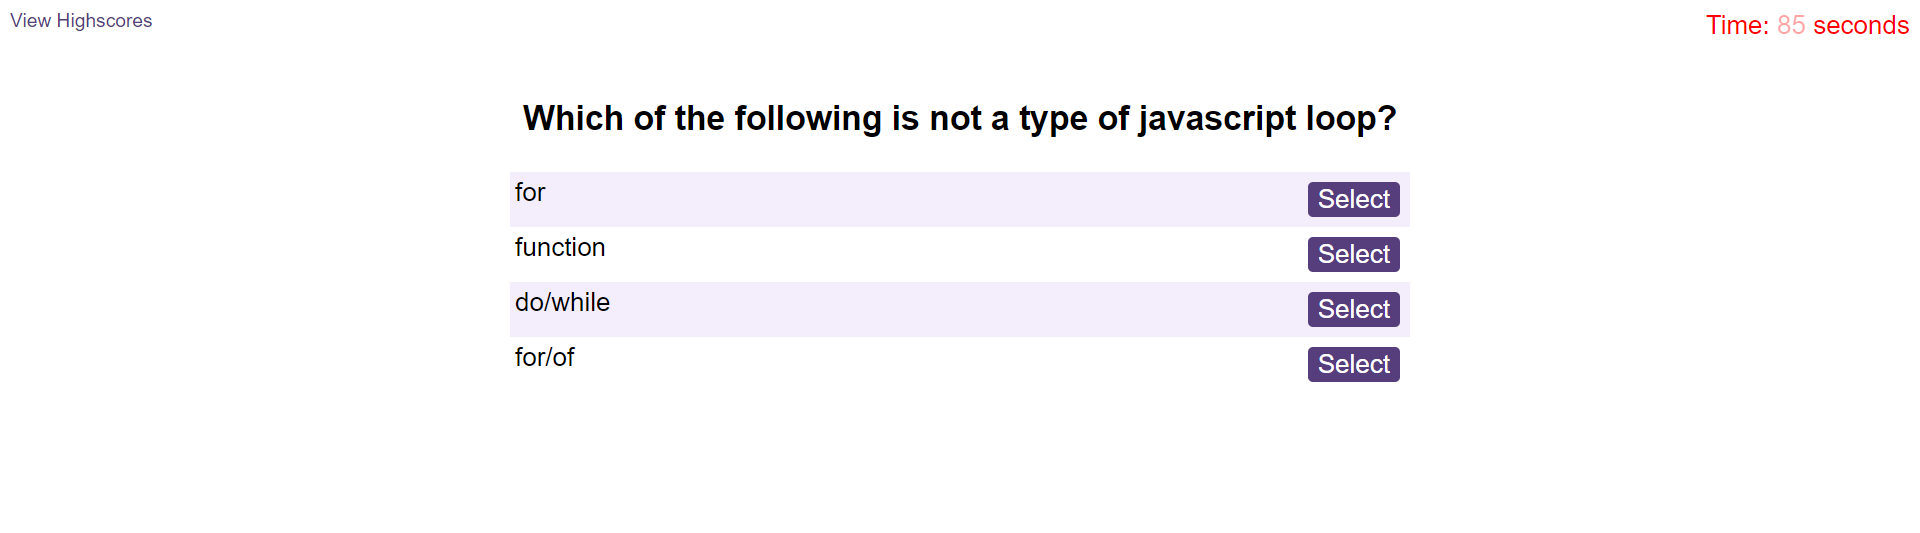 View Highscores
Time: 85 seconds
Which of the following is not a type of javascript loop?
for
Select
function
Select
do/while
Select
for/of
Select